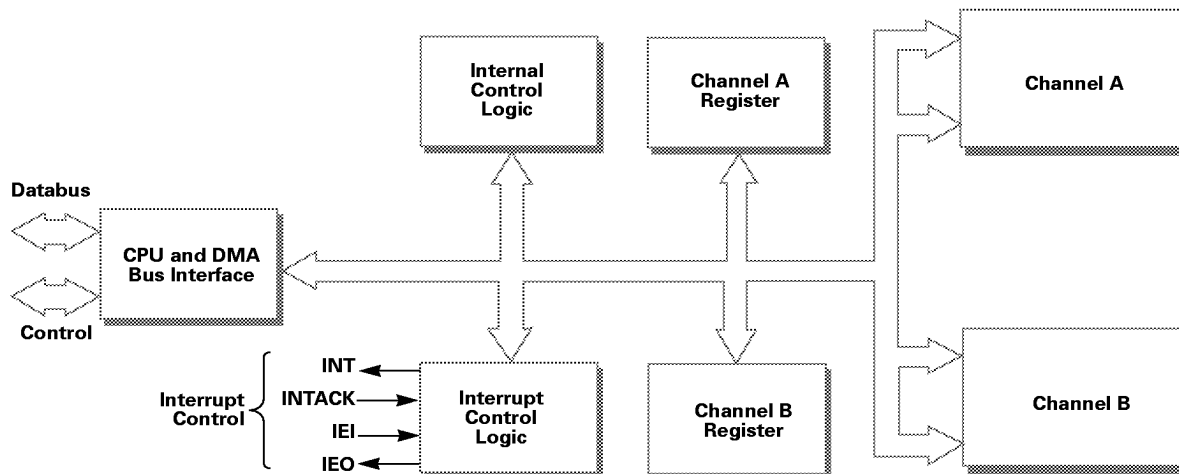 Internal
Control
Logic
Channel A
Register
Channel A
Databus
CPU and DMA
Bus Interface
Control
Interrupt
Control
INT
INTACK
IEI
IEO
Interrupt
Control
Logic
Channel B
Register
Channel B